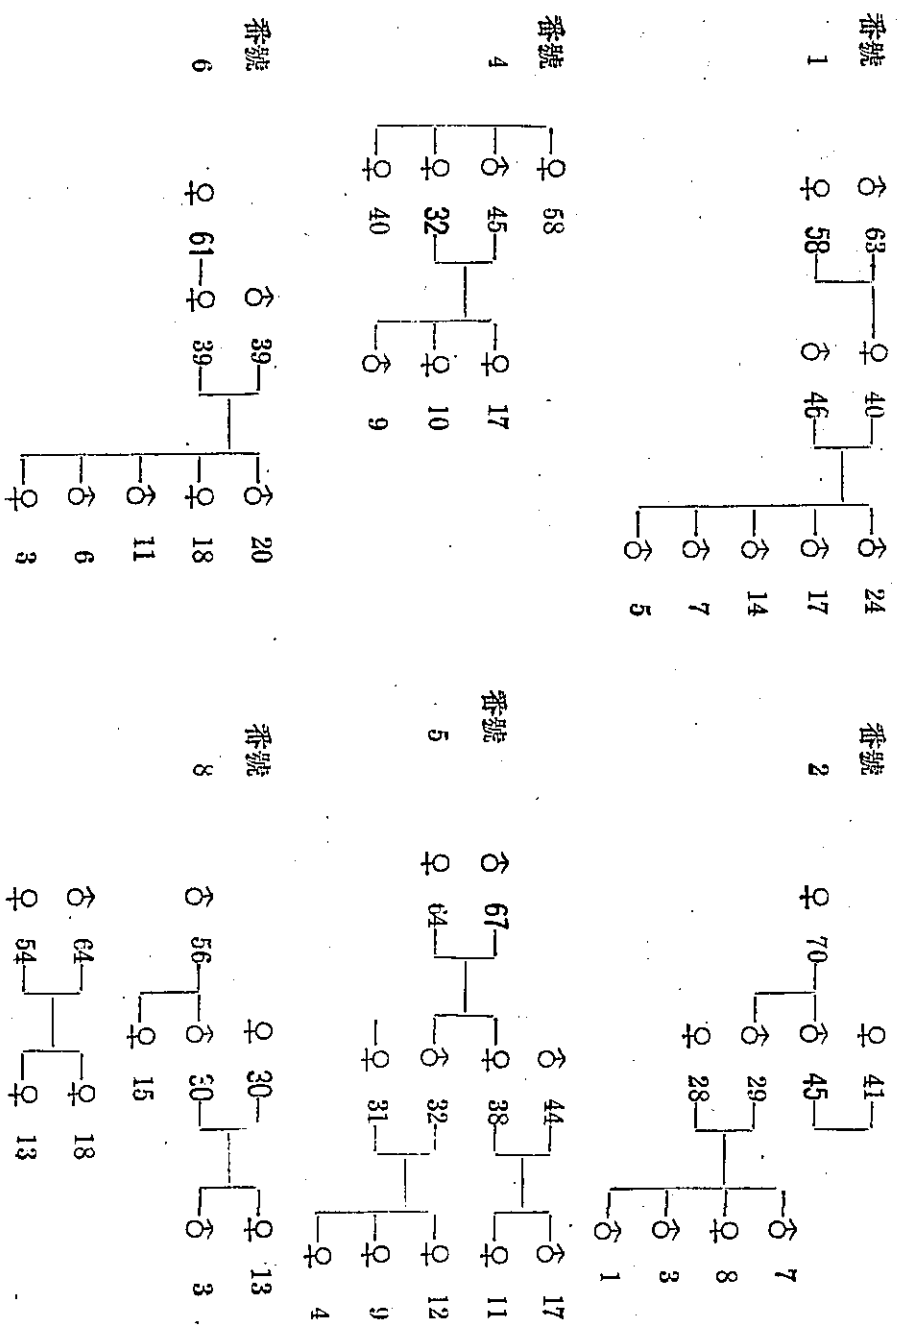 番號 ♂ 63 ♀ 40 ♂ 24
1 ♀ 58 ♂ 46 ♂ 17
♂ 14
♂ 7
♂ 5
番號 ♀ 41
2 ♀ 70 ♂ 45
♂ 7
♂ 29
♀ 8
♀ 28
♂ 3
♂ 1
番號 ♀ 58
4 ♂ 45 ♀ 17
♀ 32 ♀ 10
♀ 40 ♂ 9
♂ 44 ♂ 17
番號 ♂ 67 ♀ 38 ♀ 11
5 ♀ 64 ♂ 32 ♀ 12
♀ 31 ♀ 9
♀ 4
番號 ♂ 39 ♂ 20
6 ♀ 61 ♀ 39 ♀ 18
♂ 11
♂ 6
♀ 3
番號 ♀ 30 ♀ 13
8 ♂ 56 ♂ 30 ♂ 3
♀ 15
♂ 64 ♀ 18
♀ 54 ♀ 13